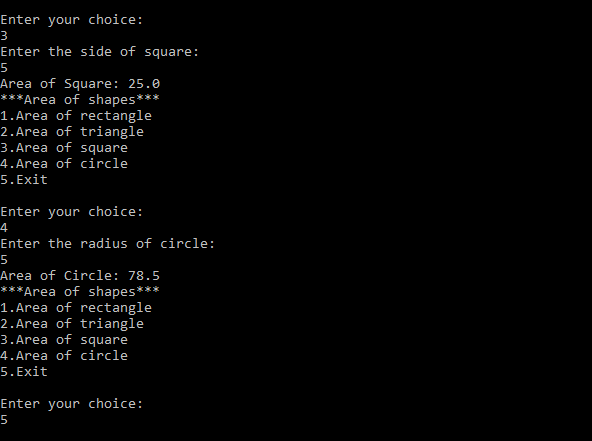 Enter your choice:
3
Enter the side of square:
5
Area of Square: 25.0
***Area of shapes***
1.Area of rectangle
2.Area of triangle
3.Area of square
4.Area of circle
5.Exit

Enter your choice:
4
Enter the radius of circle:
5
Area of Circle: 78.5
***Area of shapes***
1.Area of rectangle
2.Area of triangle
3.Area of square
4.Area of circle
5.Exit

Enter your choice:
5